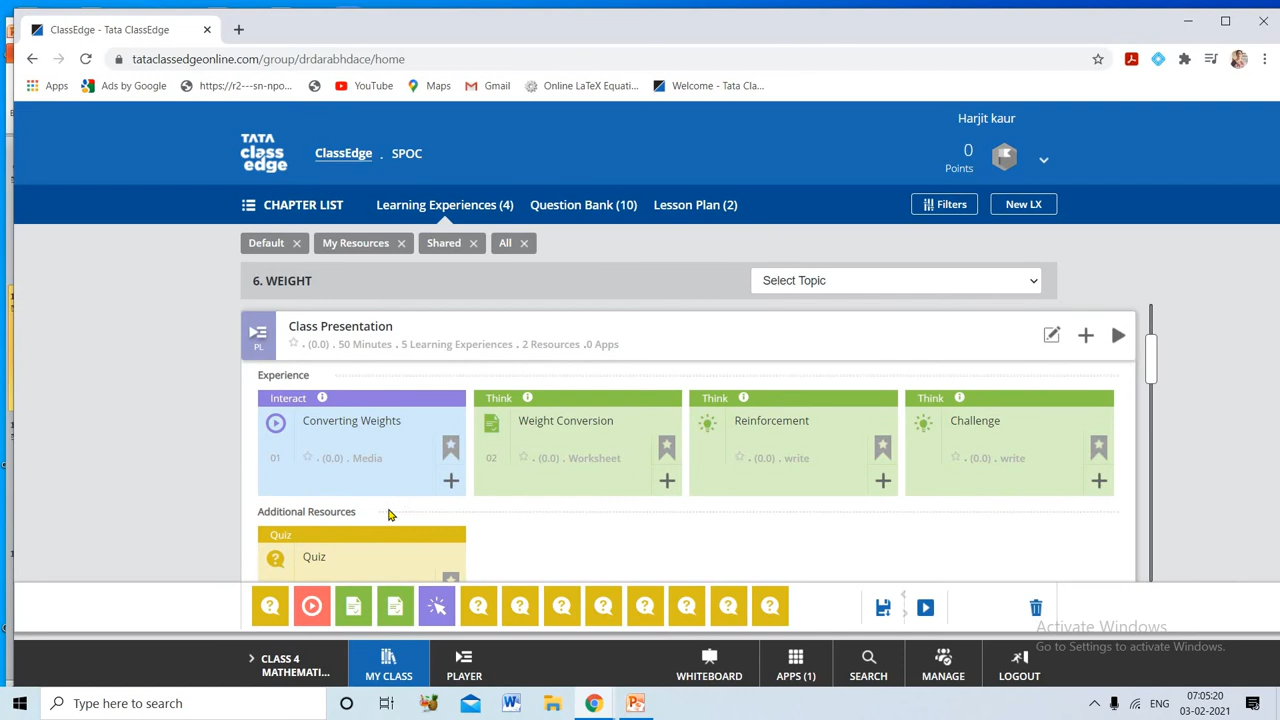 ClassEdge - Tata ClassEdge
tataclassedgeonline.com/group/drdarabhdace/home
Apps Ads by Google https://r2---sn-npo... YouTube Maps Gmail Online LaTeX Equati... Welcome - Tata Cla...
Harjit kaur
TATA
class
edge
ClassEdge . SPOC
0
Points
CHAPTER LIST Learning Experiences (4) Question Bank (10) Lesson Plan (2) Filters New LX
Default My Resources Shared All
6. WEIGHT Select Topic
PL
Class Presentation
(0.0) . 50 Minutes . 5 Learning Experiences . 2 Resources .0 Apps
Experience
Interact Think Think Think
Converting Weights Weight Conversion Reinforcement Challenge
01 . (0.0) . Media 02 . (0.0) . Worksheet . (0.0) . write . (0.0) . write
Additional Resources
Quiz
Quiz
Activate Windows
Go to Settings to activate Windows.
CLASS 4
MATHEMATI...
MY CLASS PLAYER WHITEBOARD APPS (1) SEARCH MANAGE LOGOUT
Type here to search
ENG
07:05:20
03-02-2021